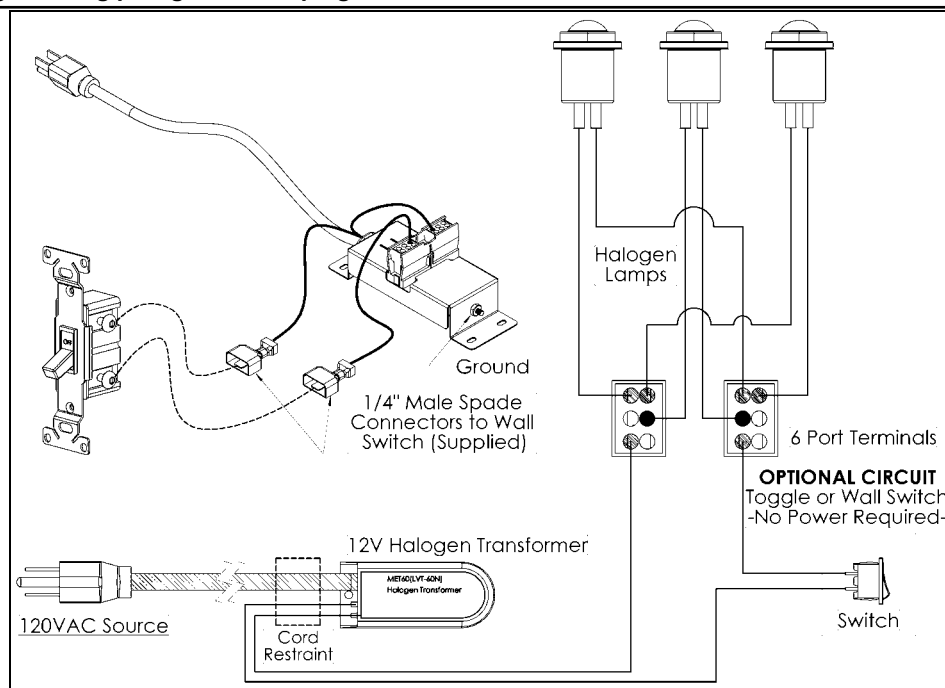 Halogen
Lamps
OFF
Ground
1/4" Male Spade
Connectors to Wall
Switch (Supplied)
6 Port Terminals
OPTIONAL CIRCUIT
Toggle or Wall Switch
-No Power Required-
12V Halogen Transformer
MET60(LVT-60N)
Halogen Transformer
120VAC Source
Cord
Restraint
Switch